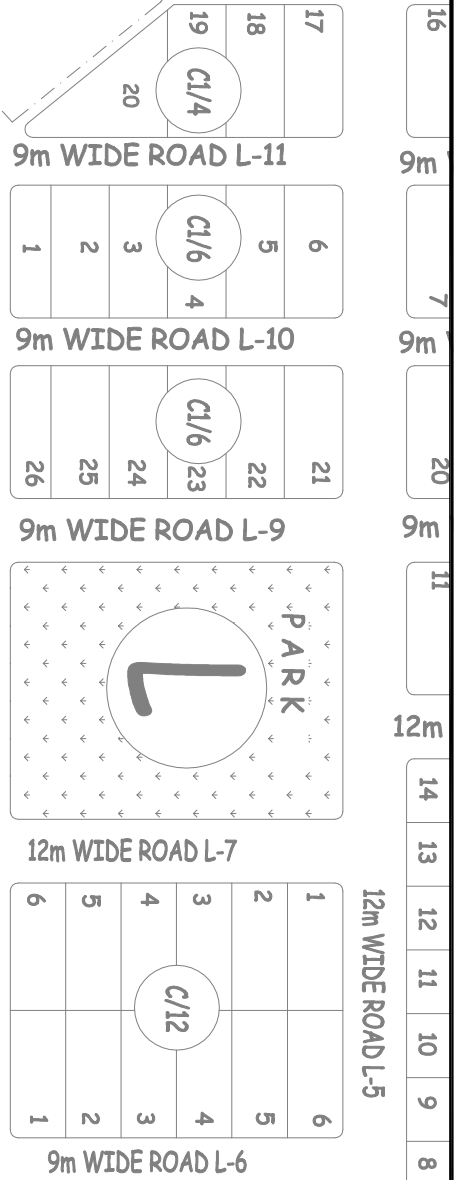 19 18 17 16
20 C1/4
9m WIDE ROAD L-11 9m
1 2 3 C1/6 5 6
4 7
9m WIDE ROAD L-10 9m
C1/6
26 25 24 23 22 21 20
9m WIDE ROAD L-9 9m
11
PARK
7
12m
14
12m WIDE ROAD L-7
13
6 5 4 3 2 1
12
12m WIDE ROAD L-5
11
C/12
10
9
1 2 3 4 5 6
9m WIDE ROAD L-6
8